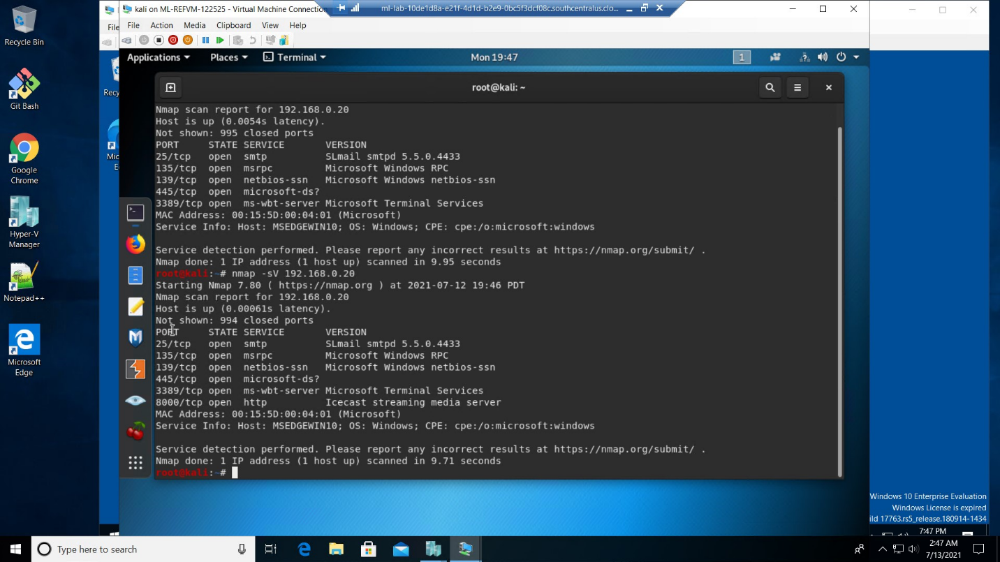 Recycle Bin
Git Bash
Google Chrome
Hyper-V Manager
Notepad++
Microsoft Edge
kali on ML-REFVM-122525 - Virtual Machine Connection
ml-lab-10de1d8a-e21f-4d1d-b2e9-0bc5f3dcf08c.southcentralus.clo...
File
File Action Media Clipboard View Help
Applications Places Terminal Mon 19:47 1
root@kali: ~
Nmap scan report for 192.168.0.20
Host is up (0.0054s latency).
Not shown: 995 closed ports
PORT STATE SERVICE VERSION
25/tcp open smtp SLmail smtpd 5.5.0.4433
135/tcp open msrpc Microsoft Windows RPC
139/tcp open netbios-ssn Microsoft Windows netbios-ssn
445/tcp open microsoft-ds?
3389/tcp open ms-wbt-server Microsoft Terminal Services
MAC Address: 00:15:5D:00:04:01 (Microsoft)
Service Info: Host: MSEDGEWIN10; OS: Windows; CPE: cpe:/o:microsoft:windows
Service detection performed. Please report any incorrect results at https://nmap.org/submit/ .
Nmap done: 1 IP address (1 host up) scanned in 9.95 seconds
root@kali:~# nmap -sV 192.168.0.20
Starting Nmap 7.80 ( https://nmap.org ) at 2021-07-12 19:46 PDT
Nmap scan report for 192.168.0.20
Host is up (0.00061s latency).
Not shown: 994 closed ports
PORT STATE SERVICE VERSION
25/tcp open smtp SLmail smtpd 5.5.0.4433
135/tcp open msrpc Microsoft Windows RPC
139/tcp open netbios-ssn Microsoft Windows netbios-ssn
445/tcp open microsoft-ds?
3389/tcp open ms-wbt-server Microsoft Terminal Services
8000/tcp open http Icecast streaming media server
MAC Address: 00:15:5D:00:04:01 (Microsoft)
Service Info: Host: MSEDGEWIN10; OS: Windows; CPE: cpe:/o:microsoft:windows
Service detection performed. Please report any incorrect results at https://nmap.org/submit/ .
Nmap done: 1 IP address (1 host up) scanned in 9.71 seconds
root@kali:~#
Windows 10 Enterprise Evaluation
Windows License is expired
ild 17763.rs5_release.180914-1434
7:47 PM
Type here to search
2:47 AM
7/13/2021